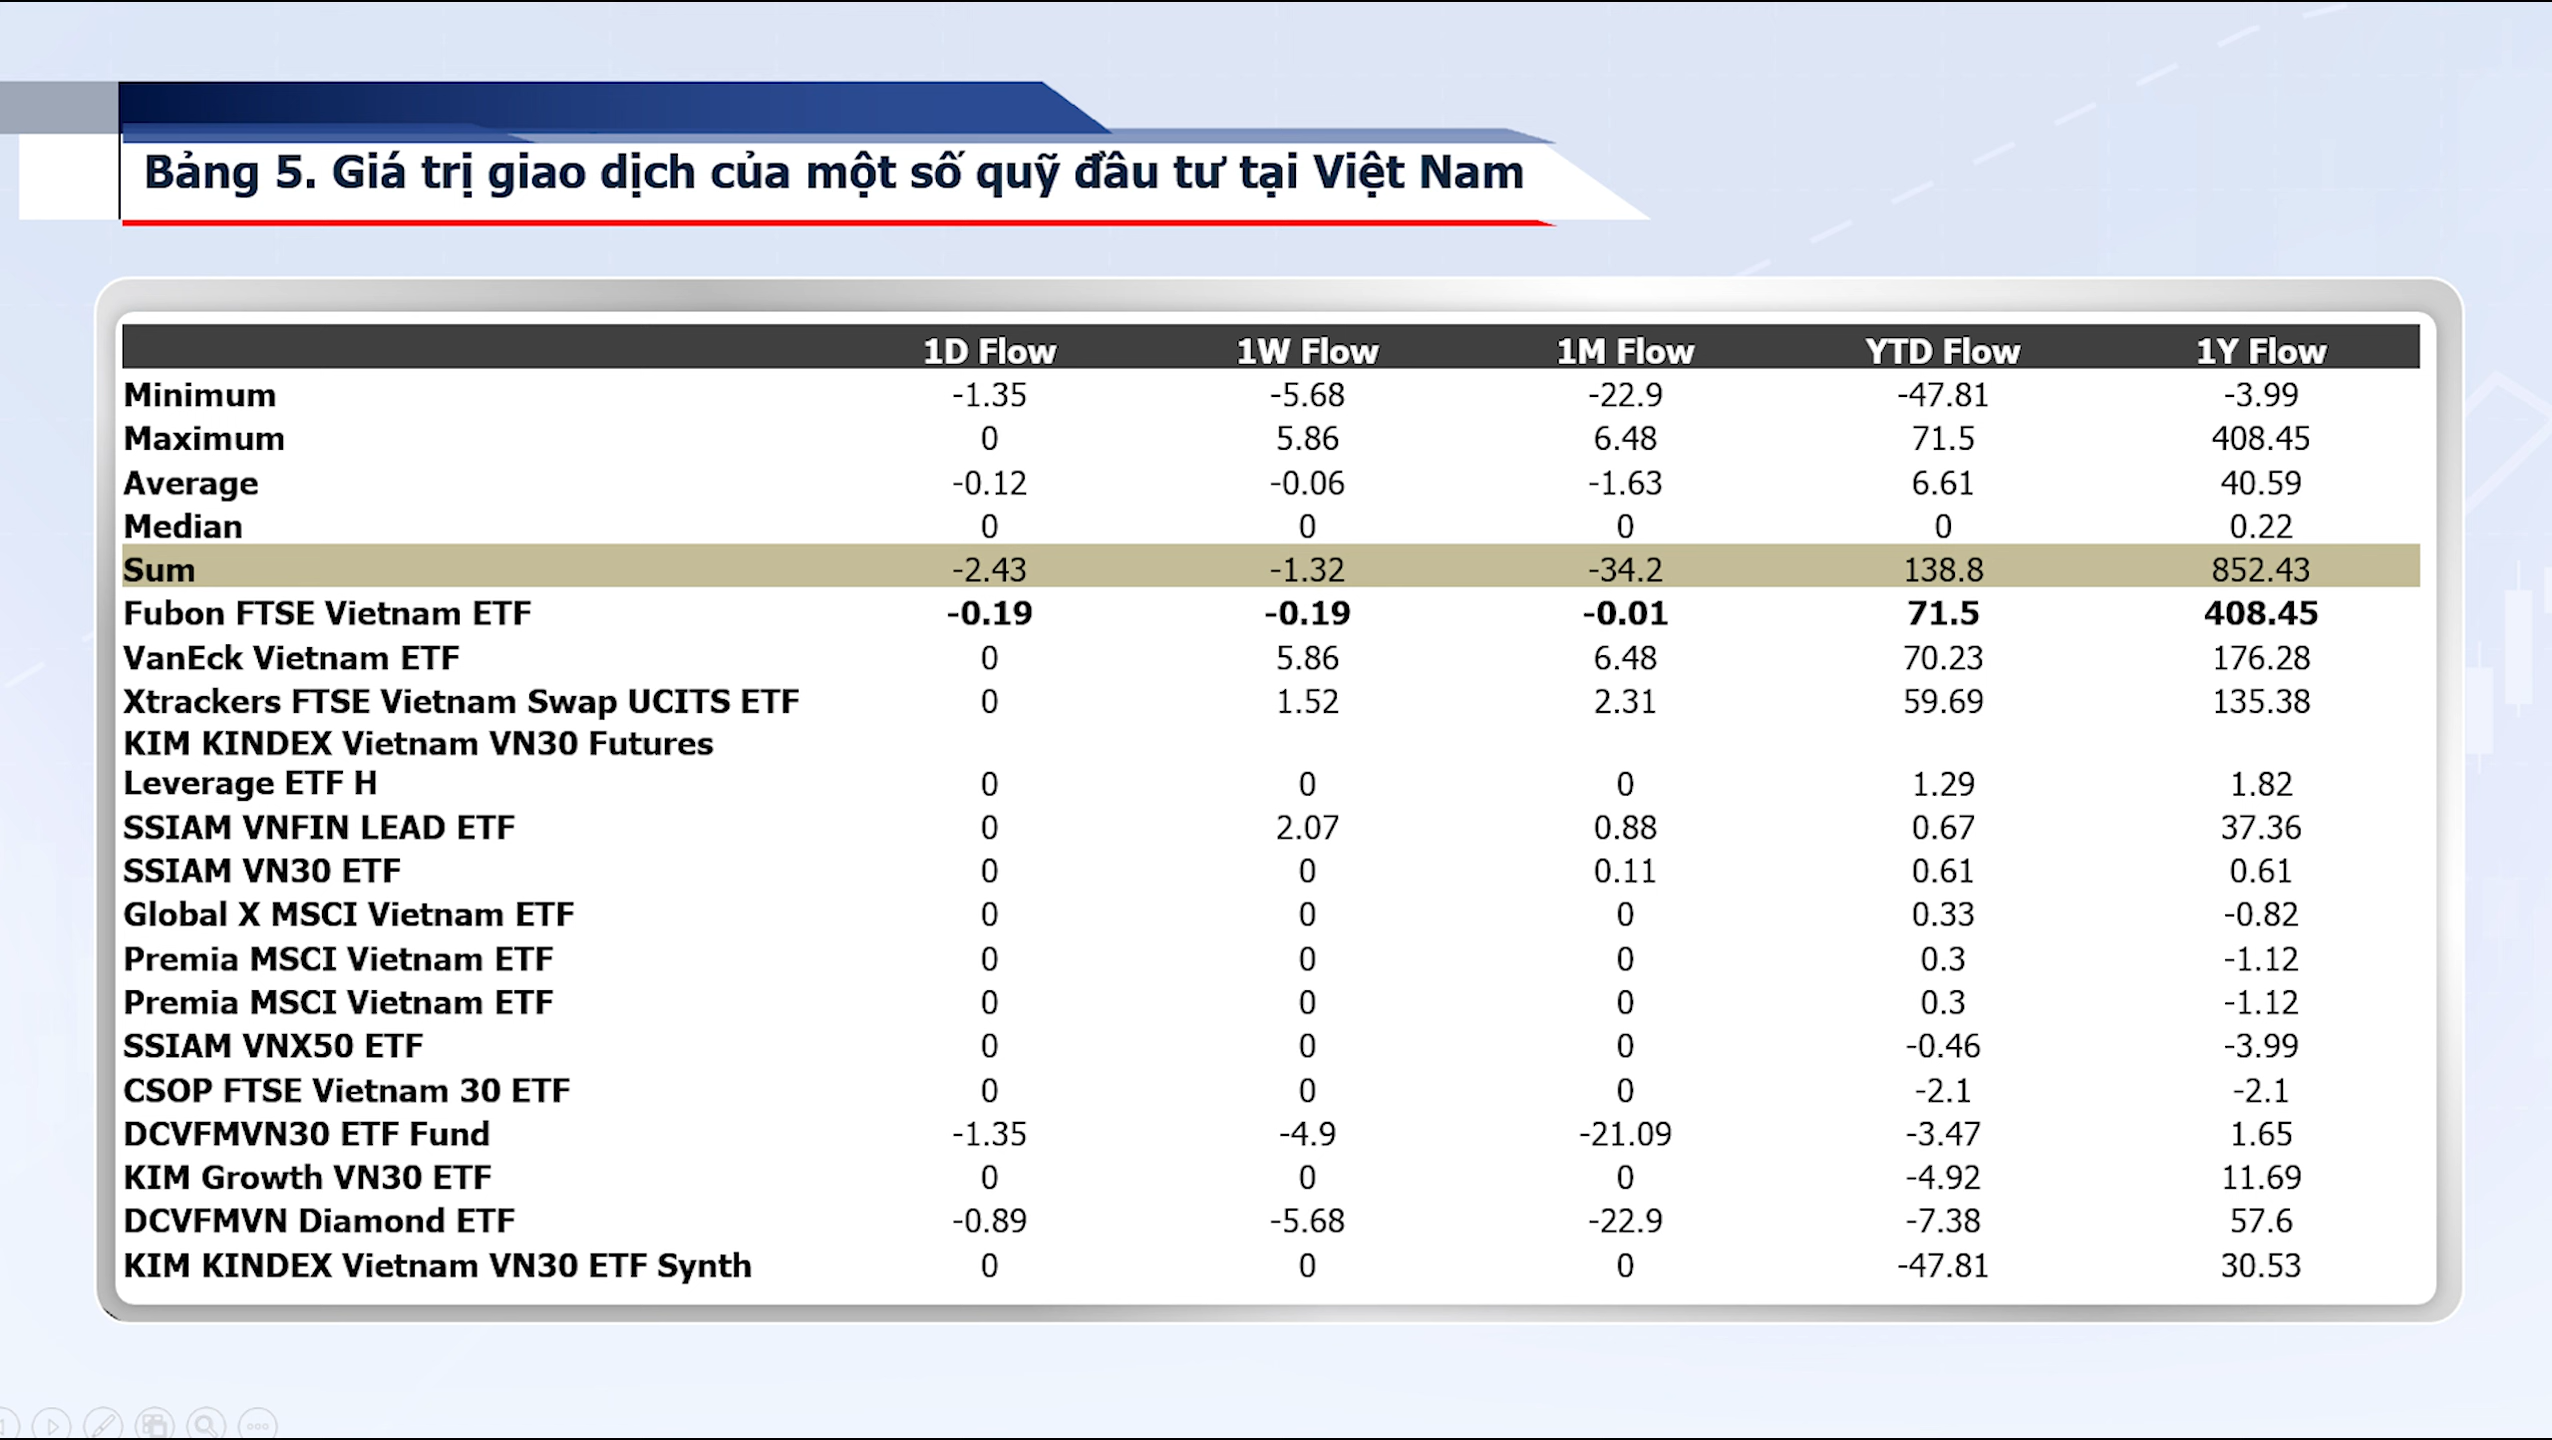 Bảng 5. Giá trị giao dịch của một số quỹ đầu tư tại Việt Nam
1D Flow 1W Flow 1M Flow YTD Flow 1Y Flow
Minimum -1.35 -5.68 -22.9 -47.81 -3.99
Maximum 0 5.86 6.48 71.5 408.45
Average -0.12 -0.06 -1.63 6.61 40.59
Median 0 0 0 0 0.22
Sum -2.43 -1.32 -34.2 138.8 852.43
Fubon FTSE Vietnam ETF -0.19 -0.19 -0.01 71.5 408.45
VanEck Vietnam ETF 0 5.86 6.48 70.23 176.28
Xtrackers FTSE Vietnam Swap UCITS ETF 0 1.52 2.31 59.69 135.38
KIM KINDEX Vietnam VN30 Futures
Leverage ETF H 0 0 0 1.29 1.82
SSIAM VNFIN LEAD ETF 0 2.07 0.88 0.67 37.36
SSIAM VN30 ETF 0 0 0.11 0.61 0.61
Global X MSCI Vietnam ETF 0 0 0 0.33 -0.82
Premia MSCI Vietnam ETF 0 0 0 0.3 -1.12
Premia MSCI Vietnam ETF 0 0 0 0.3 -1.12
SSIAM VNX50 ETF 0 0 0 -0.46 -3.99
CSOP FTSE Vietnam 30 ETF 0 0 0 -2.1 -2.1
DCVFMVN30 ETF Fund -1.35 -4.9 -21.09 -3.47 1.65
KIM Growth VN30 ETF 0 0 0 -4.92 11.69
DCVFMVN Diamond ETF -0.89 -5.68 -22.9 -7.38 57.6
KIM KINDEX Vietnam VN30 ETF Synth 0 0 0 -47.81 30.53